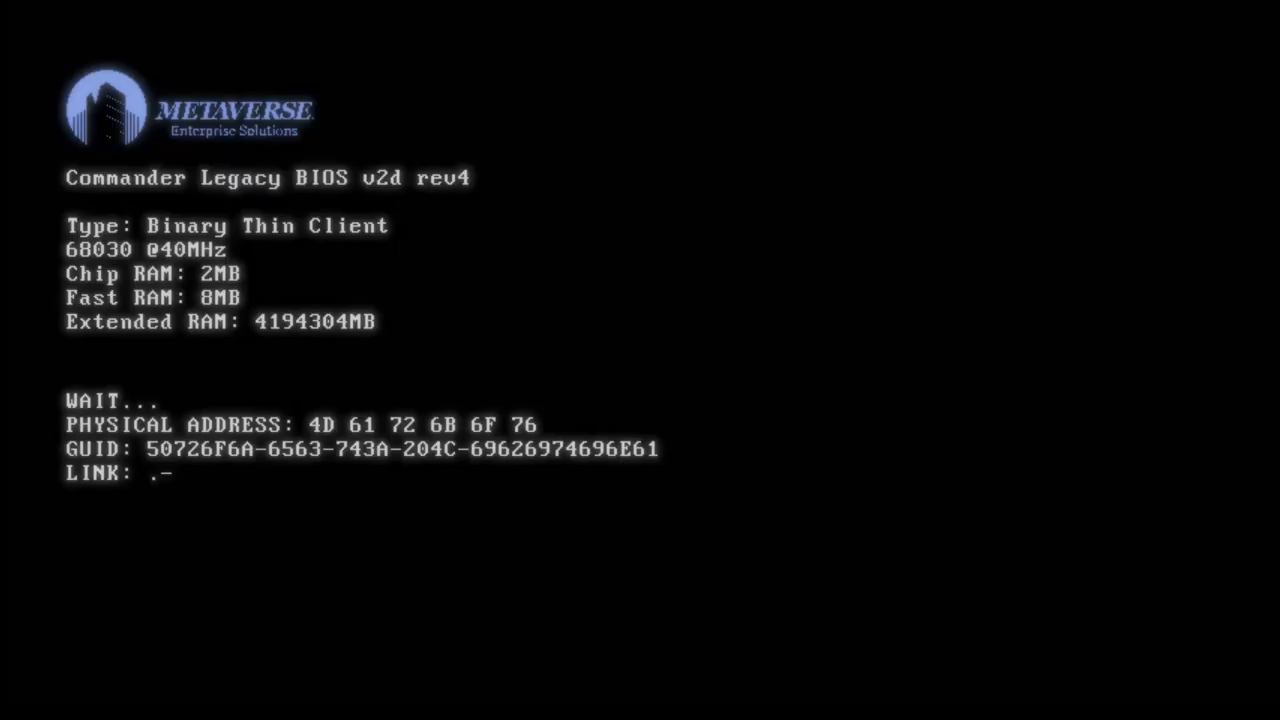 METAVERSE
Enterprise Solutions
Commander Legacy BIOS v2d rev4
Type: Binary Thin Client
68030 @40MHz
Chip RAM: 2MB
Fast RAM: 8MB
Extended RAM: 4194304MB
WAIT...
PHYSICAL ADDRESS: 4D 61 72 6B 6F 76
GUID: 50726F6A-6563-743A-204C-69626974696E61
LINK: .-